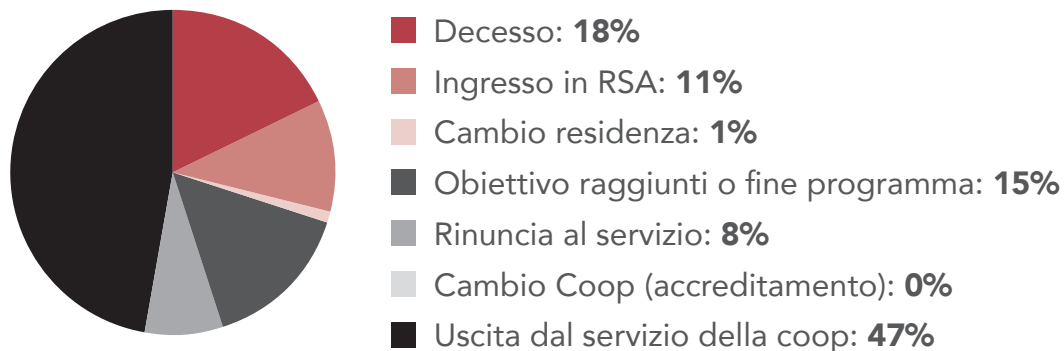 Decesso: 18%
Ingresso in RSA: 11%
Cambio residenza: 1%
Obiettivo raggiunti o fine programma: 15%
Rinuncia al servizio: 8%
Cambio Coop (accreditamento): 0%
Uscita dal servizio della coop: 47%